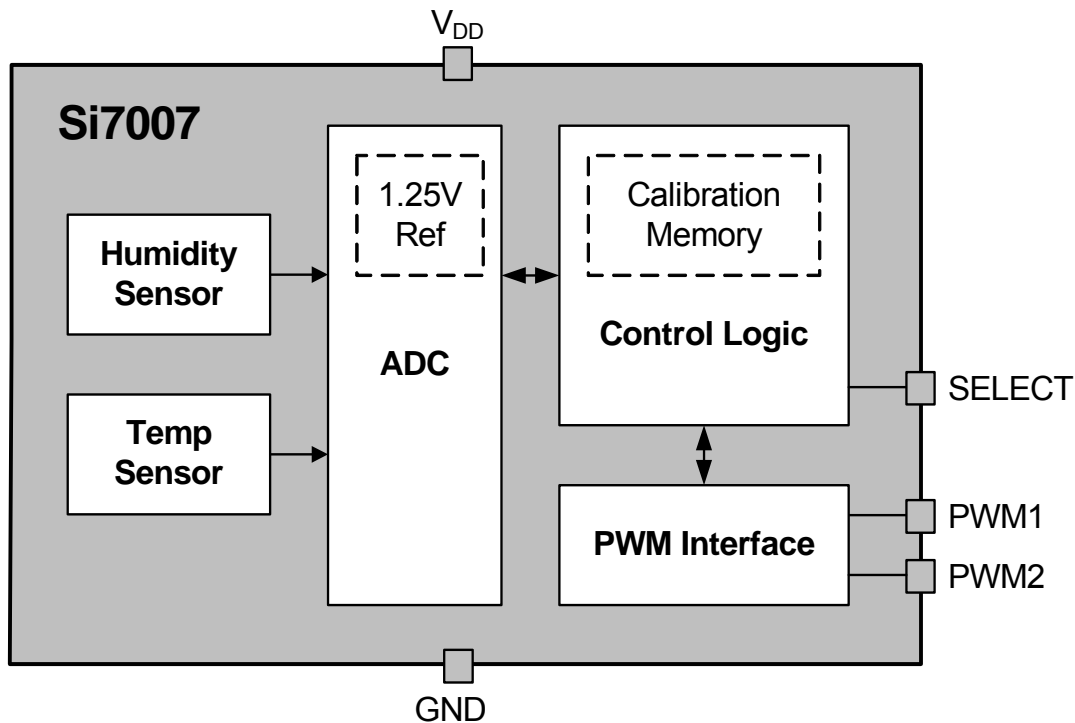 V_DD
Si7007
1.25V
Ref
Calibration
Memory
Humidity
Sensor
ADC
Control Logic
SELECT
Temp
Sensor
PWM Interface
PWM1
PWM2
GND